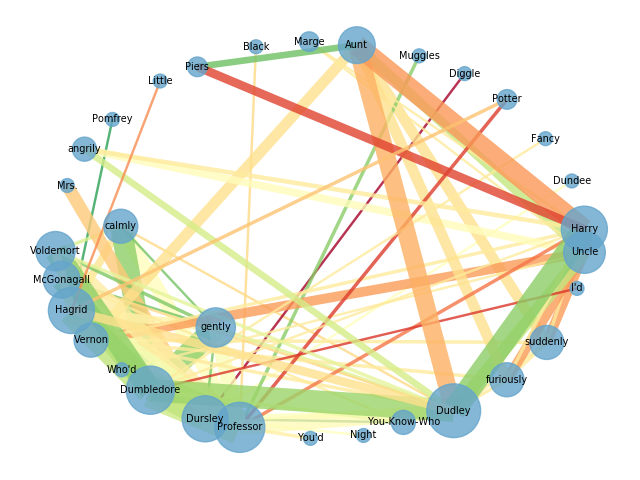 Black
Marge
Aunt
Muggles
Piers
Diggle
Little
Potter
Pomfrey
Fancy
angrily
Dundee
Mrs.
calmly
Harry
Voldemort
Uncle
McGonagall
I'd
Hagrid
gently
Vernon
suddenly
Who'd
furiously
Dumbledore
Dudley
Dursley
You-Know-Who
Professor
You'd
Night